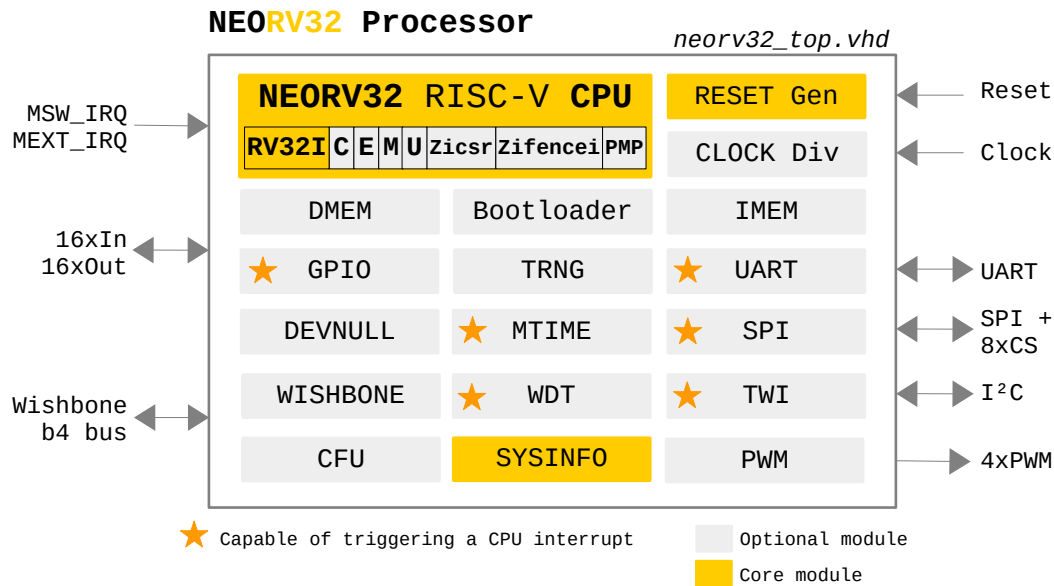 NEORV32 Processor
neorv32_top.vhd
NEORV32 RISC-V CPU
RV32I C E M U Zicsr Zifencei PMP
RESET Gen
CLOCK Div
Reset
Clock
MSW_IRQ
MEXT_IRQ
DMEM Bootloader IMEM
16xIn
16xOut
GPIO TRNG UART
UART
DEVNULL MTIME SPI
SPI +
8xCS
WISHBONE WDT TWI
I²C
Wishbone
b4 bus
CFU SYSINFO PWM
4xPWM
Capable of triggering a CPU interrupt
Optional module
Core module